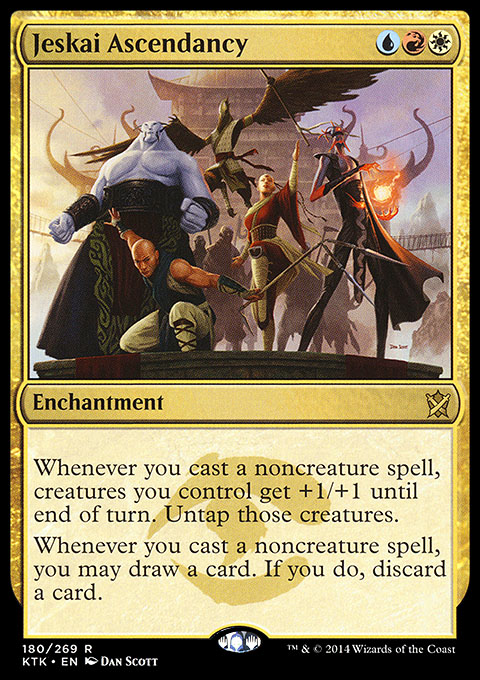 Jeskai Ascendancy
Enchantment
Whenever you cast a noncreature spell,
creatures you control get +1/+1 until
end of turn. Untap those creatures.
Whenever you cast a noncreature spell,
you may draw a card. If you do, discard
a card.
180/269 R
KTK • EN Dan Scott
™ & © 2014 Wizards of the Coast